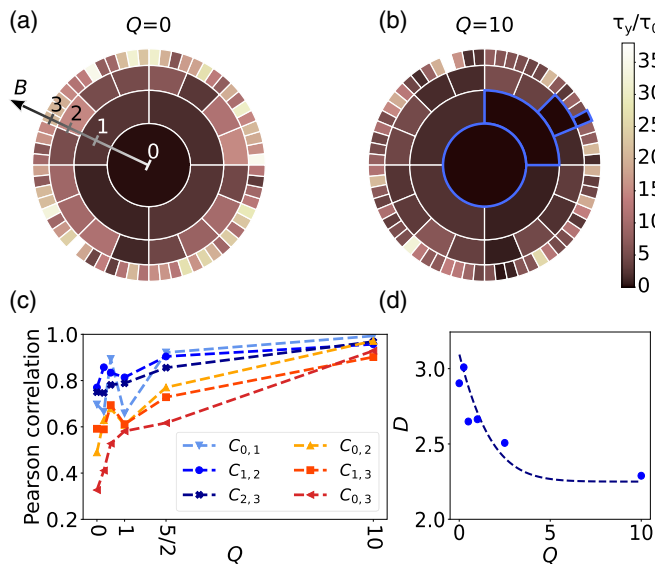 (a)
Q=0
(b)
Q=10
τy/τ0
B
3
2
1
0
35
30
25
20
15
10
5
0
(c)
Pearson correlation
1.0
0.8
0.6
0.4
0.2
C0,1
C0,2
C1,2
C1,3
C2,3
C0,3
0
1
5/2
10
Q
(d)
D
3.0
2.5
2.0
0
5
10
Q